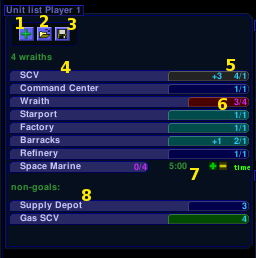 Unit list Player 1
1 2 3
4 wraiths
4 5
SCV +3 4/1
Command Center 1/1
Wraith 3/4
6
Starport 1/1
Factory 1/1
Barracks +1 2/1
Refinery 1/1
Space Marine 0/4 5:00 time
7
non-goals:
8
Supply Depot 3
Gas SCV 4